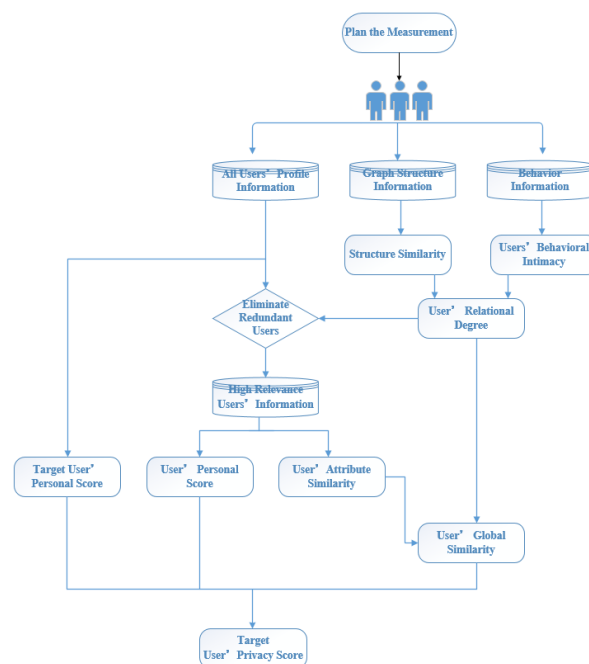 Plan the Measurement
All Users’ Profile
Information
Graph Structure
Information
Behavior
Information
Structure Similarity
Users’ Behavioral
Intimacy
Eliminate
Redundant
Users
User’ Relational
Degree
High Relevance
Users’ Information
Target User’
Personal Score
User’ Personal
Score
User’ Attribute
Similarity
User’ Global
Similarity
Target
User’ Privacy Score